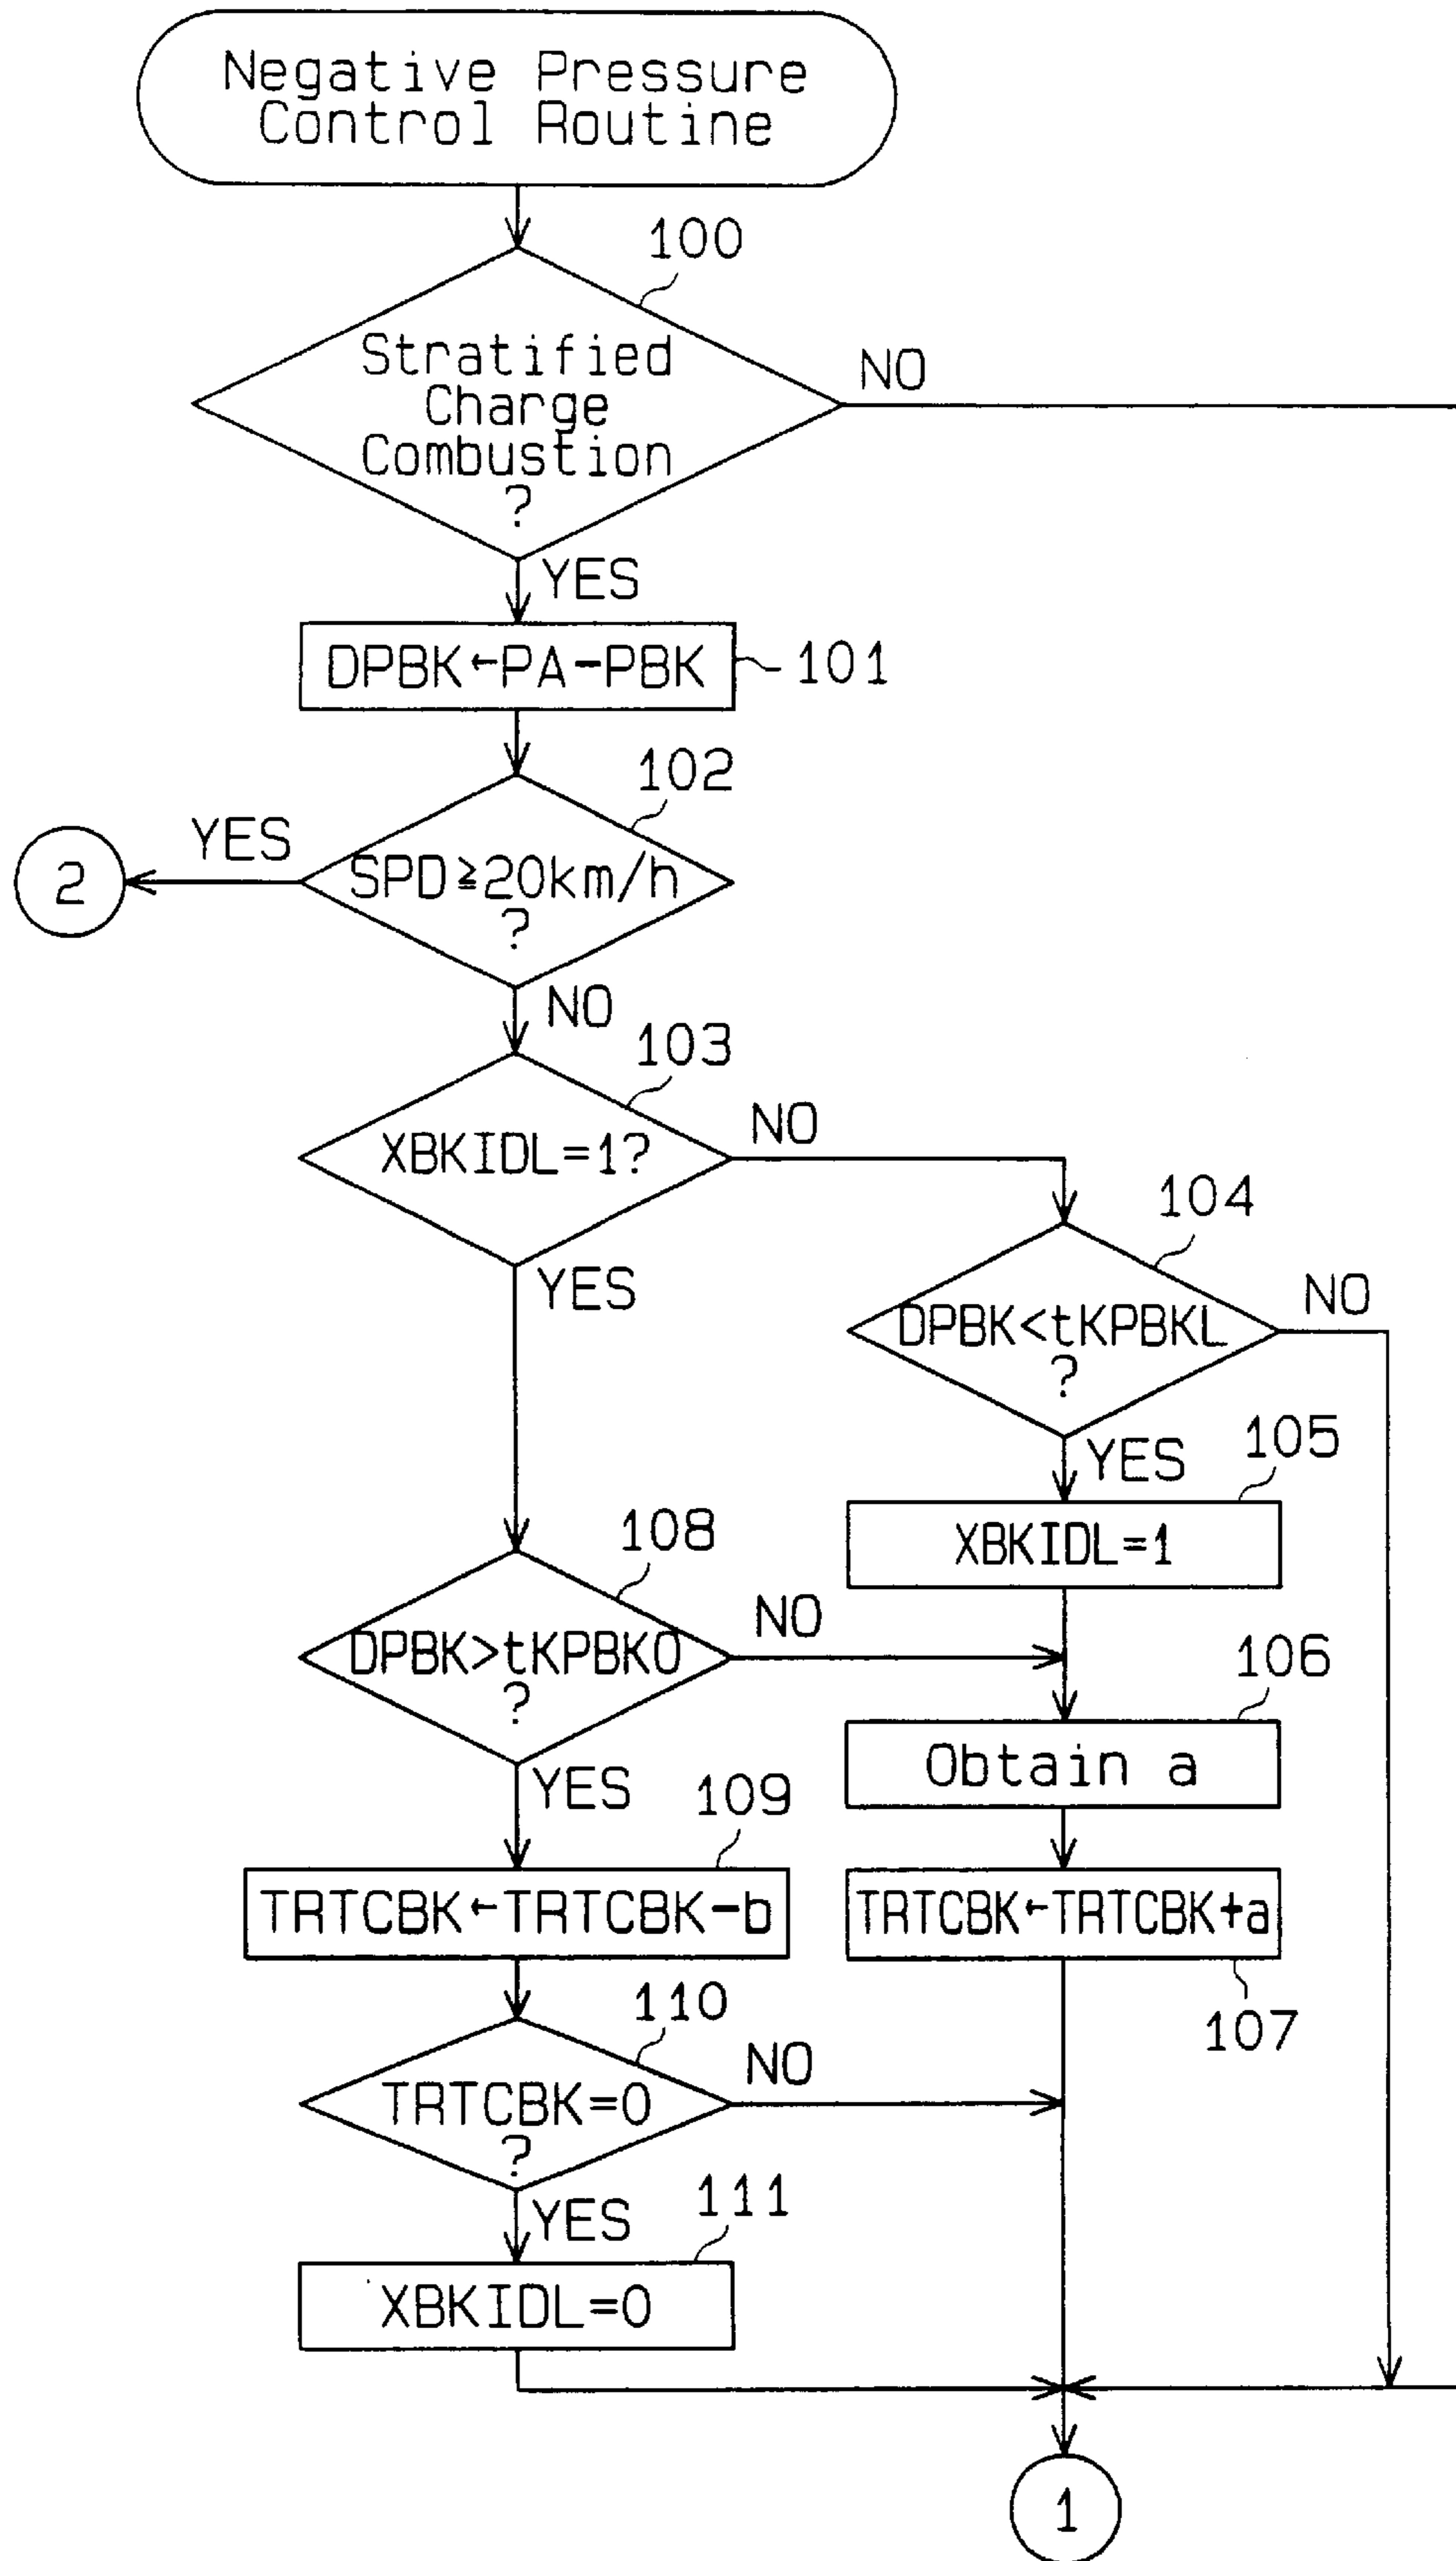 Negative Pressure
Control Routine
100
Stratified
Charge
Combustion
?
NO
YES
DPBK←PA-PBK
101
102
YES
2
SPD≧20km/h
?
NO
103
XBKIDL=1?
NO
YES
104
DPBK<tKPBKL
?
NO
YES
105
XBKIDL=1
108
DPBK>tKPBKO
?
NO
YES
106
Obtain a
109
TRTCBK←TRTCBK-b
TRTCBK←TRTCBK+a
107
110
TRTCBK=0
?
NO
YES
111
XBKIDL=0
1